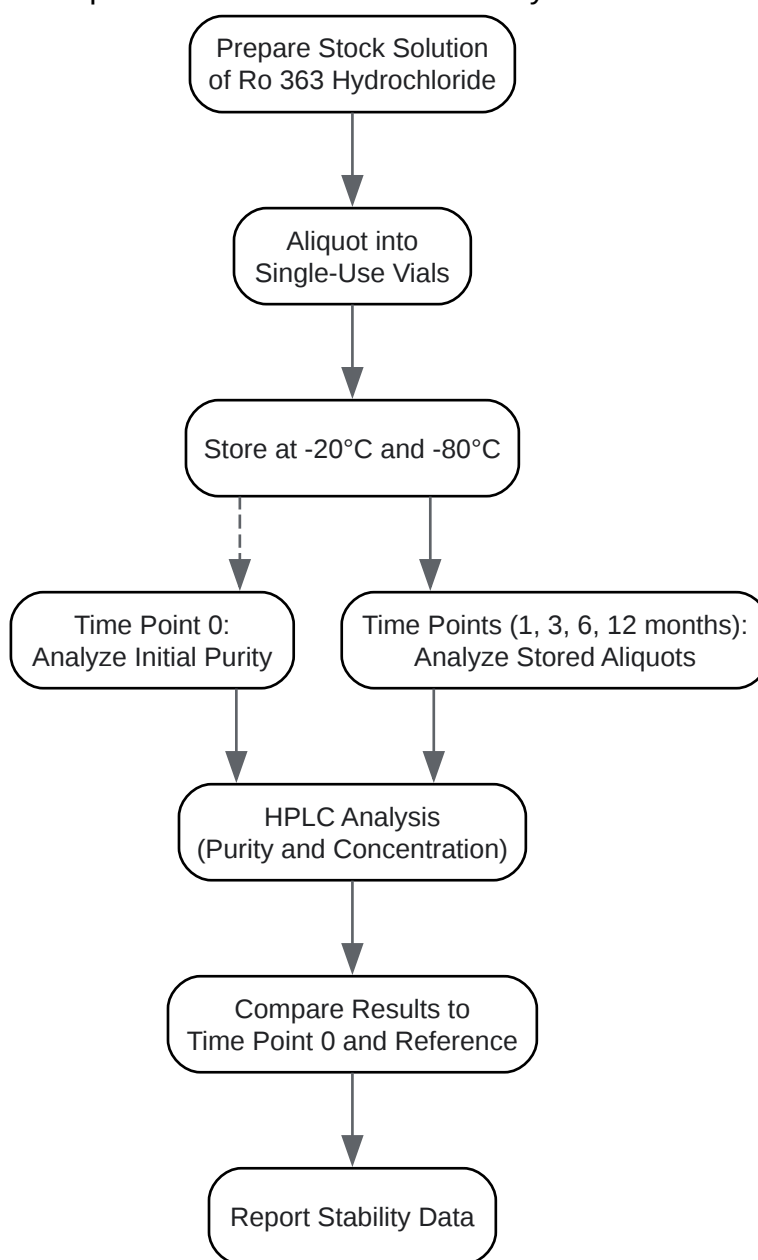 Prepare Stock Solution
of Ro 363 Hydrochloride
Aliquot into
Single-Use Vials
Store at -20°C and -80°C
Time Point 0:
Analyze Initial Purity
Time Points (1, 3, 6, 12 months):
Analyze Stored Aliquots
HPLC Analysis
(Purity and Concentration)
Compare Results to
Time Point 0 and Reference
Report Stability Data